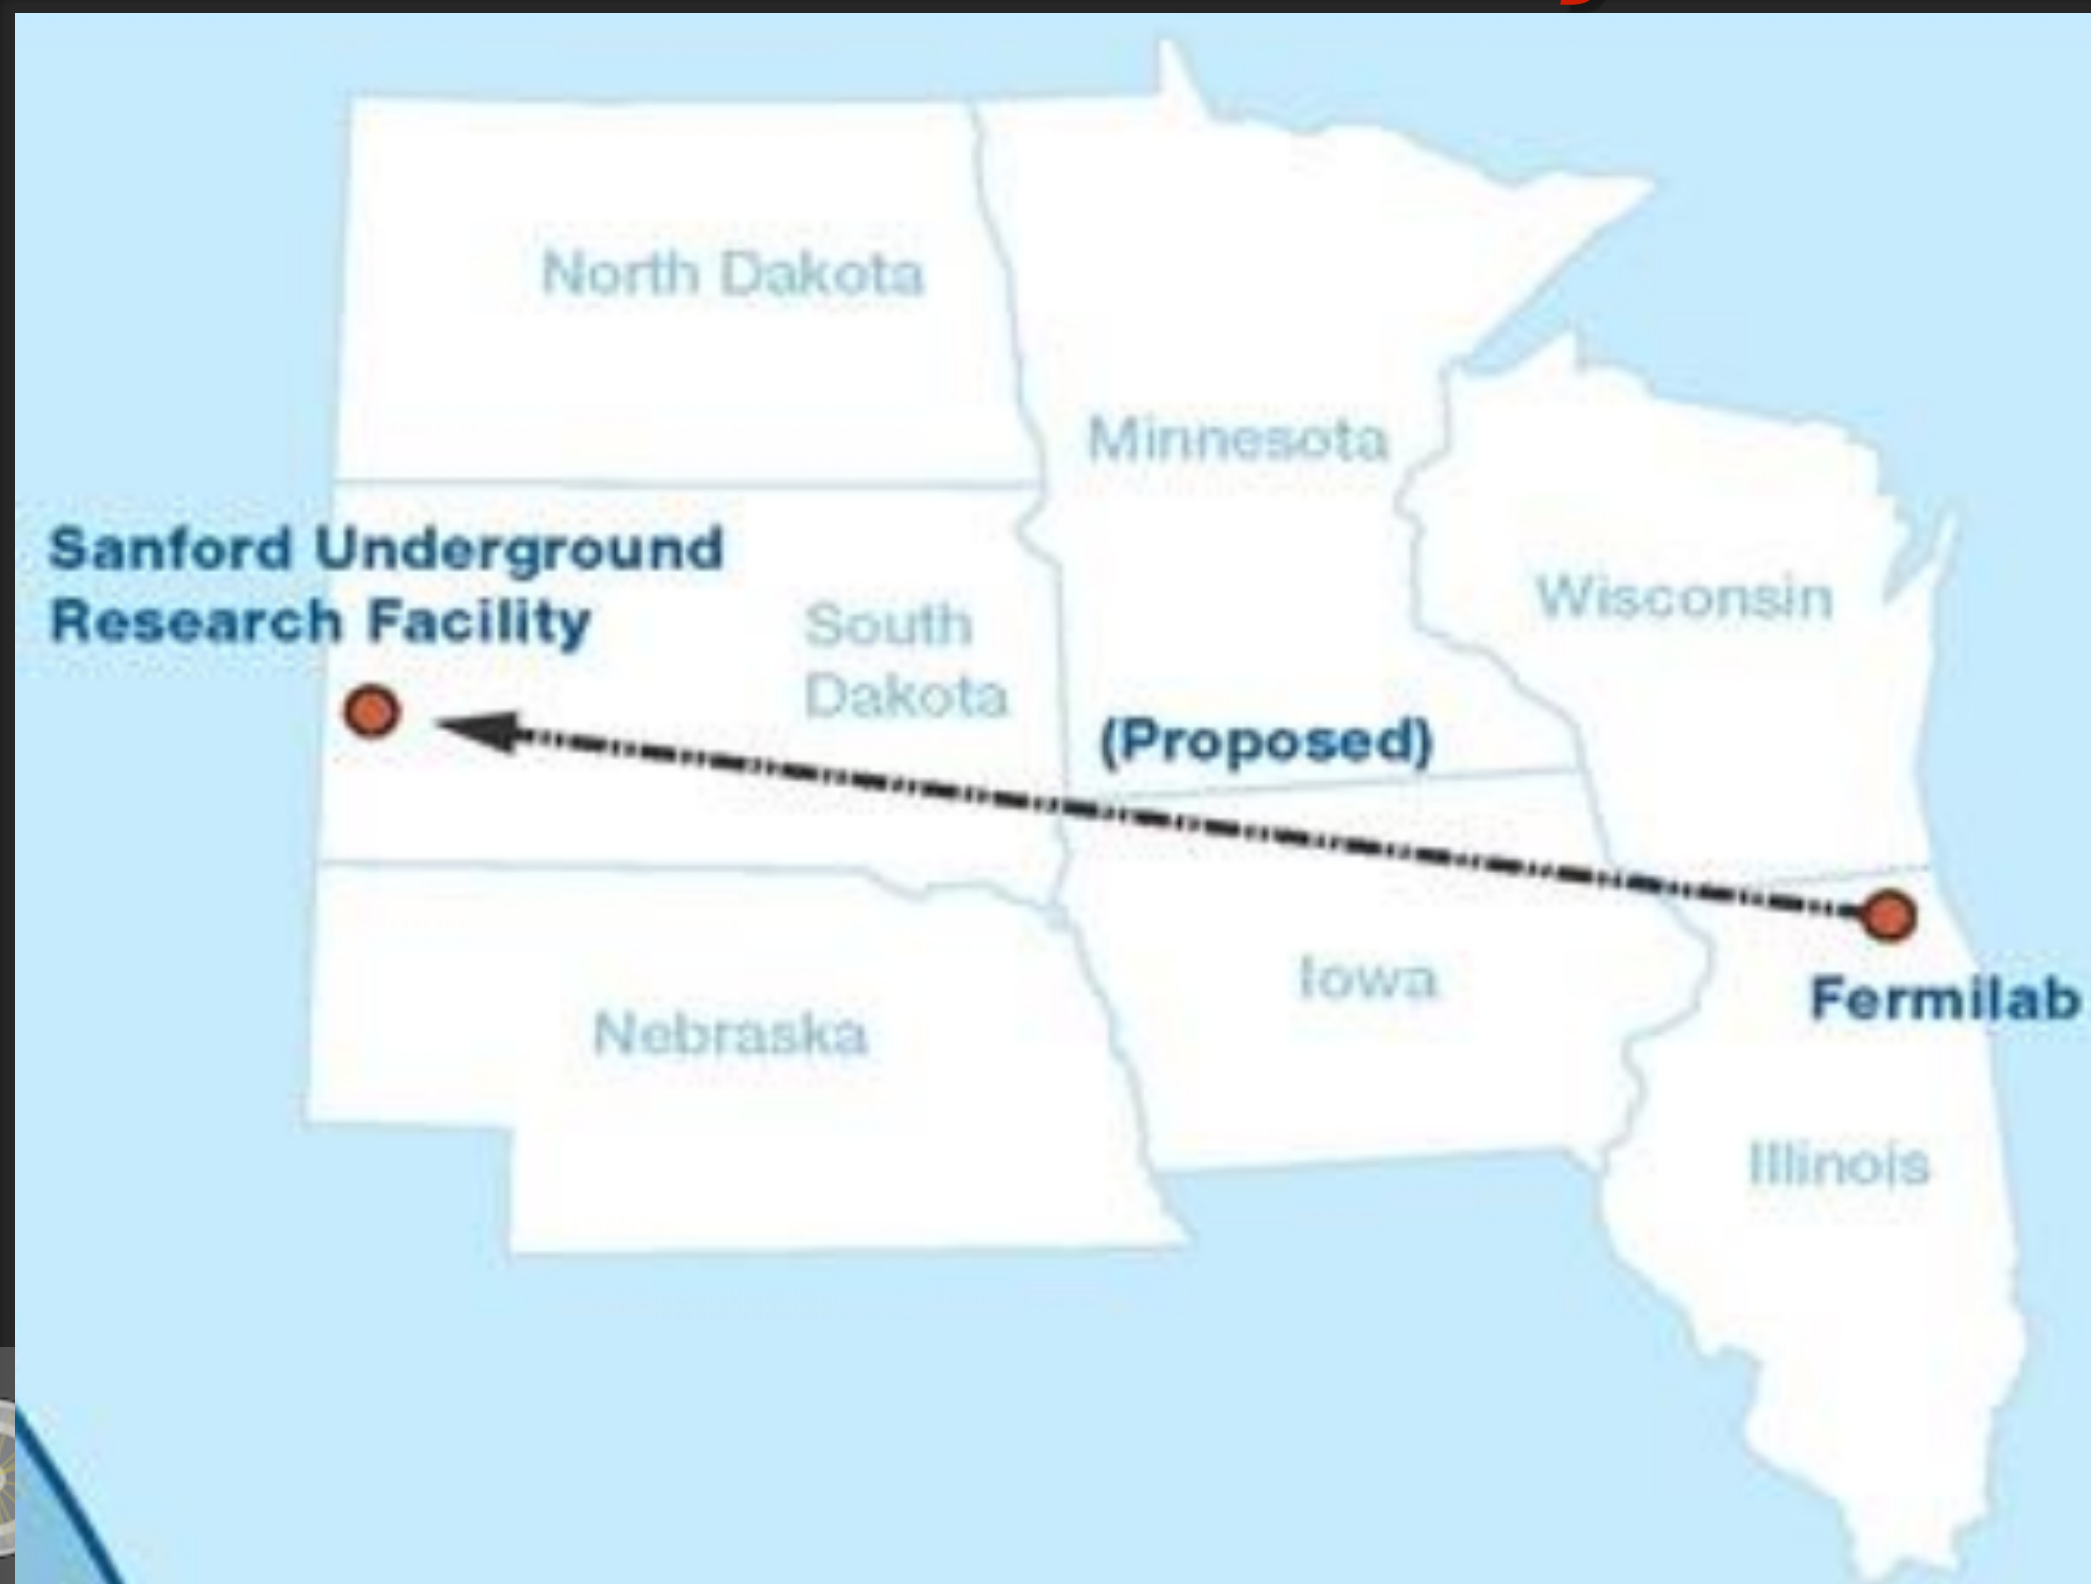 North Dakota
Minnesota
Sanford Underground
Research Facility
South
Dakota
Wisconsin
(Proposed)
Fermilab
Iowa
Nebraska
Illinois